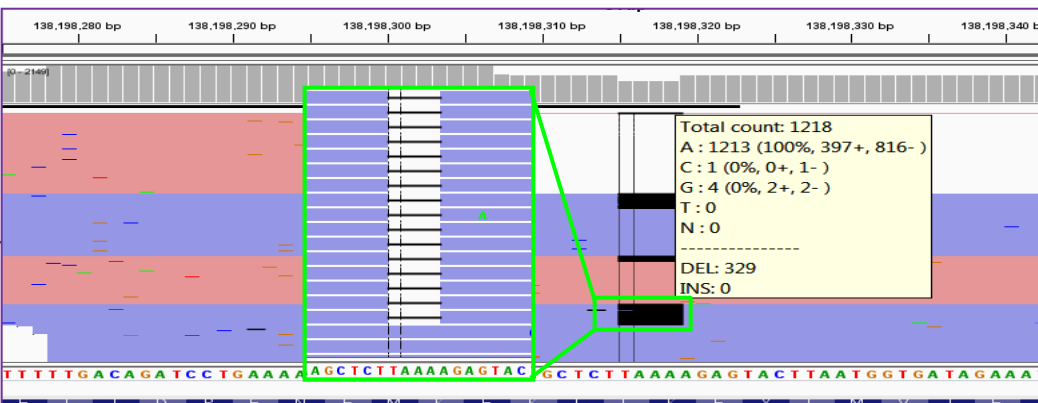 138,198,280 bp 138,198,290 bp 138,198,300 bp 138,198,310 bp 138,198,320 bp 138,198,330 bp 138,198,340 b
[0 - 2149]
Total count: 1218
A : 1213 (100%, 397+, 816- )
C : 1 (0%, 0+, 1- )
G : 4 (0%, 2+, 2- )
T : 0
N : 0
---------------
DEL: 329
INS: 0
A
T T T T T G A C A G A T C C T G A A A A A G C T C T T A A A A G A G T A C G C T C T T A A A A G A G T A C T T A A T G G T G A T A G A A A